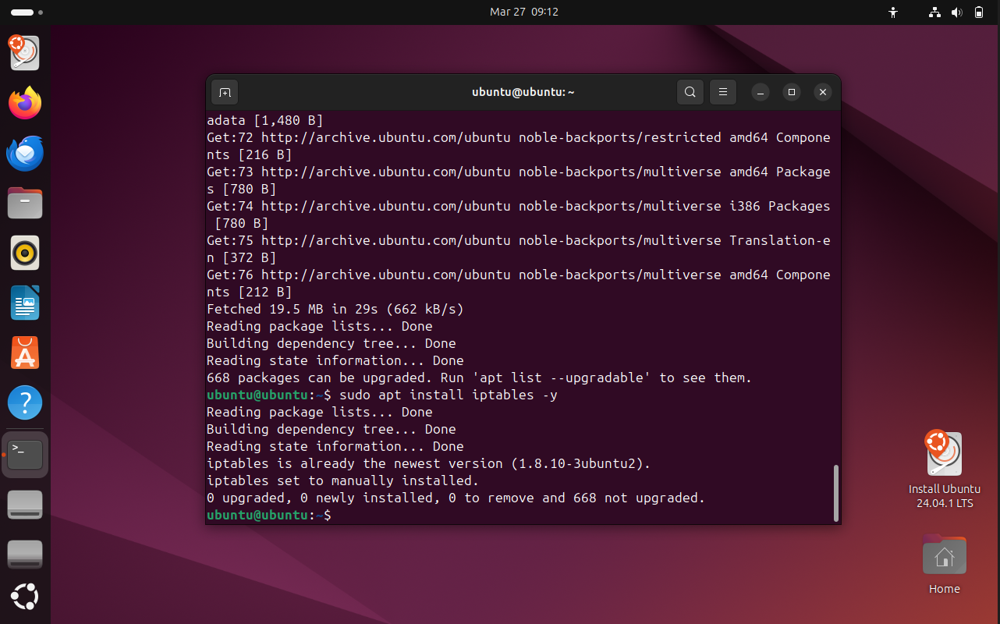 Mar 27 09:12
ubuntu@ubuntu: ~
adata [1,480 B]
Get:72 http://archive.ubuntu.com/ubuntu noble-backports/restricted amd64 Compone
nts [216 B]
Get:73 http://archive.ubuntu.com/ubuntu noble-backports/multiverse amd64 Package
s [780 B]
Get:74 http://archive.ubuntu.com/ubuntu noble-backports/multiverse i386 Packages
 [780 B]
Get:75 http://archive.ubuntu.com/ubuntu noble-backports/multiverse Translation-e
n [372 B]
Get:76 http://archive.ubuntu.com/ubuntu noble-backports/multiverse amd64 Compone
nts [212 B]
Fetched 19.5 MB in 29s (662 kB/s)
Reading package lists... Done
Building dependency tree... Done
Reading state information... Done
668 packages can be upgraded. Run 'apt list --upgradable' to see them.
ubuntu@ubuntu:~$ sudo apt install iptables -y
Reading package lists... Done
Building dependency tree... Done
Reading state information... Done
iptables is already the newest version (1.8.10-3ubuntu2).
iptables set to manually installed.
0 upgraded, 0 newly installed, 0 to remove and 668 not upgraded.
ubuntu@ubuntu:~$
Install Ubuntu
24.04.1 LTS
Home